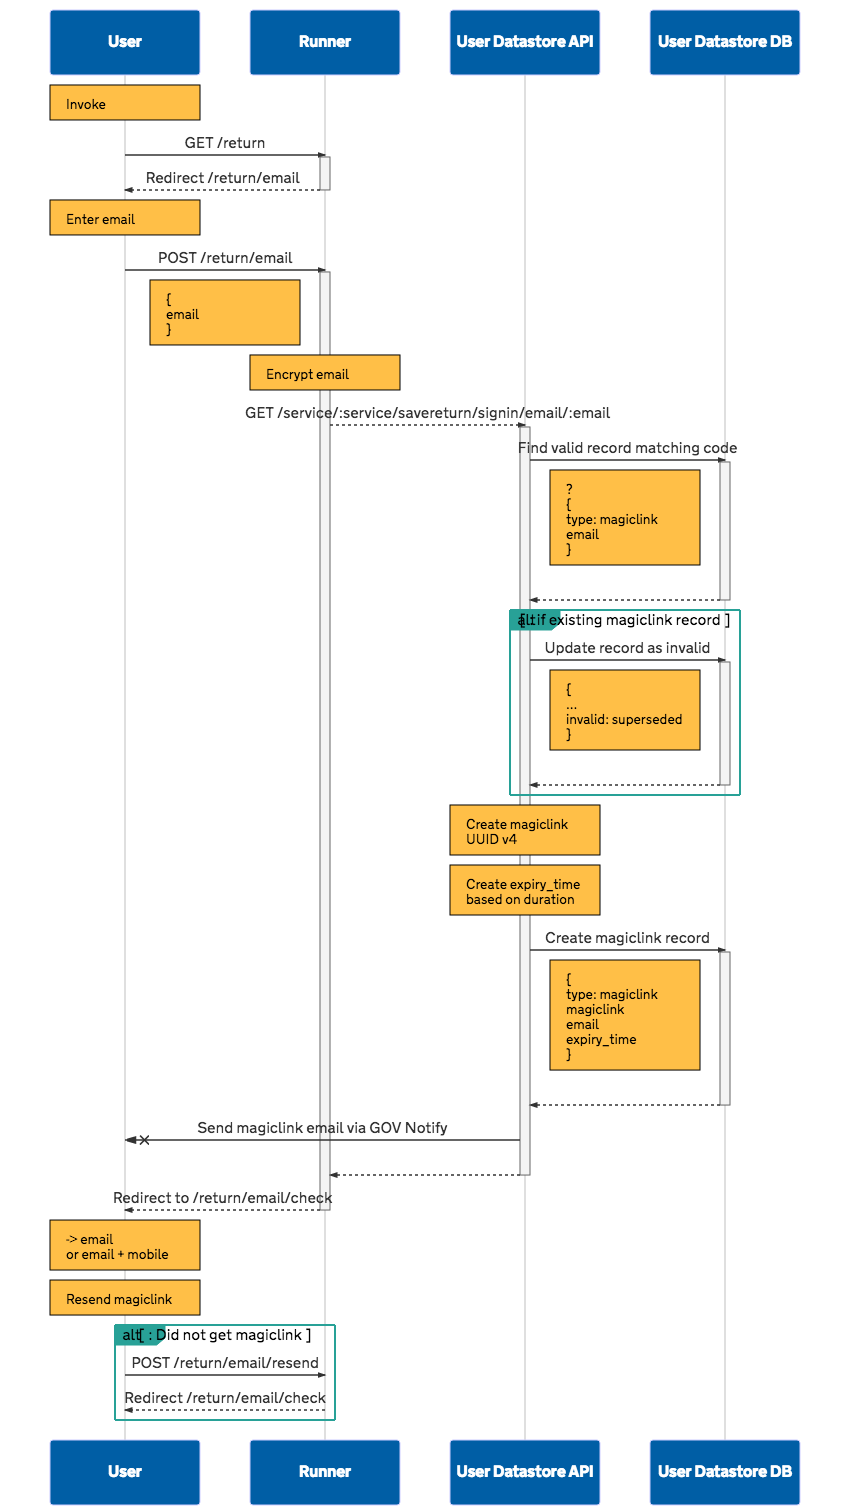 User
Runner
User Datastore API
User Datastore DB
Invoke
GET /return
Redirect /return/email
Enter email
POST /return/email
{
email
}
Encrypt email
GET /service/:service/savereturn/signin/email/:email
Find valid record matching code
?
{
type: magiclink
email
}
alt [ : if existing magiclink record ]
Update record as invalid
{
...
invalid: superseded
}
Create magiclink
UUID v4
Create expiry_time
based on duration
Create magiclink record
{
type: magiclink
magiclink
email
expiry_time
}
Send magiclink email via GOV Notify
Redirect to /return/email/check
-> email
or email + mobile
Resend magiclink
alt [ : Did not get magiclink ]
POST /return/email/resend
Redirect /return/email/check
User
Runner
User Datastore API
User Datastore DB